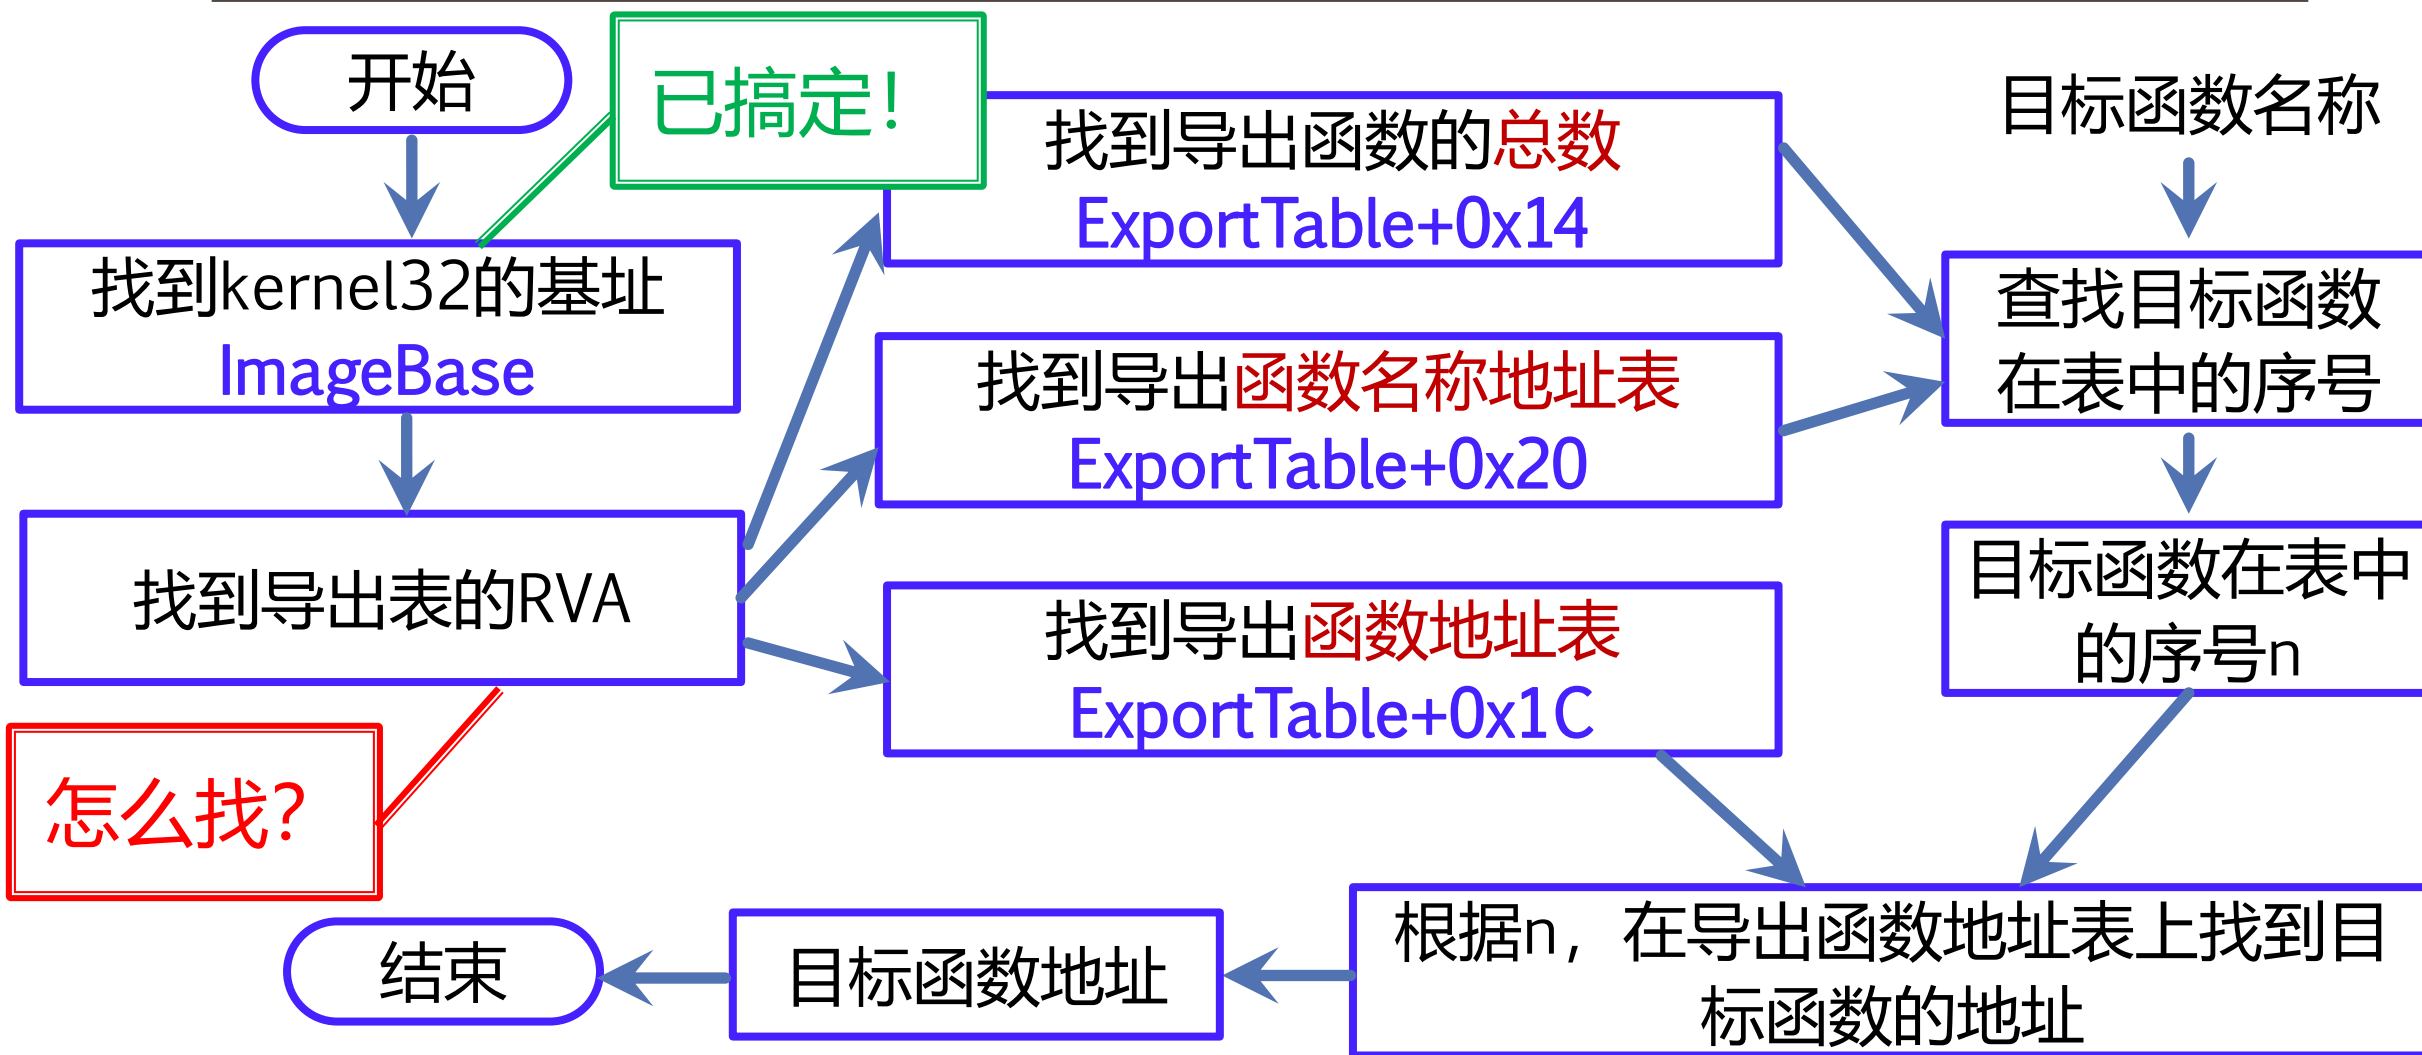 开始
已搞定!
找到kernel32的基址
ImageBase
找到导出表的RVA
怎么找?
找到导出函数的总数
ExportTable+0x14
找到导出函数名称地址表
ExportTable+0x20
找到导出函数地址表
ExportTable+0x1C
目标函数名称
查找目标函数
在表中的序号
目标函数在表中
的序号n
根据n，在导出函数地址表上找到目
标函数的地址
目标函数地址
结束